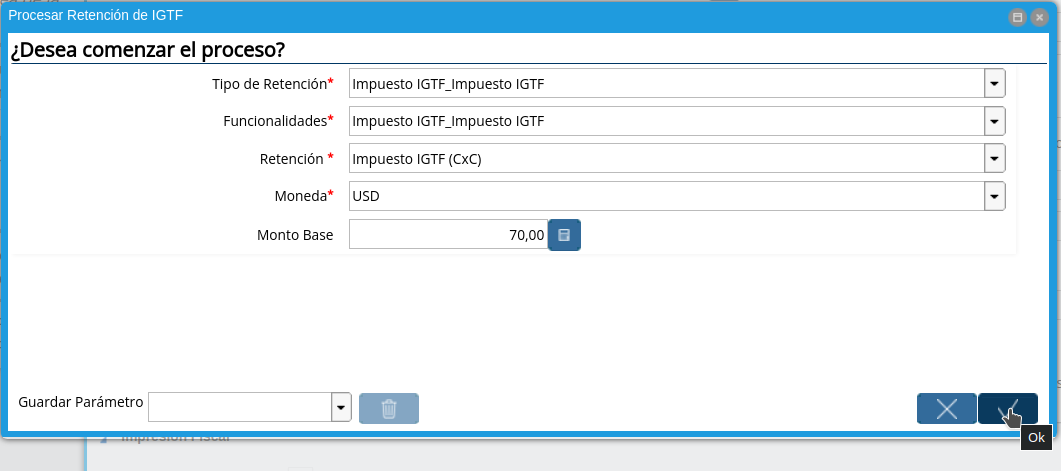 Procesar Retención de IGTF
¿Desea comenzar el proceso?
Tipo de Retención* Impuesto IGTF_Impuesto IGTF
Funcionalidades* Impuesto IGTF_Impuesto IGTF
Retención * Impuesto IGTF (CxC)
Moneda* USD
Monto Base 70,00
Guardar Parámetro
Ok
Impresión Fiscal